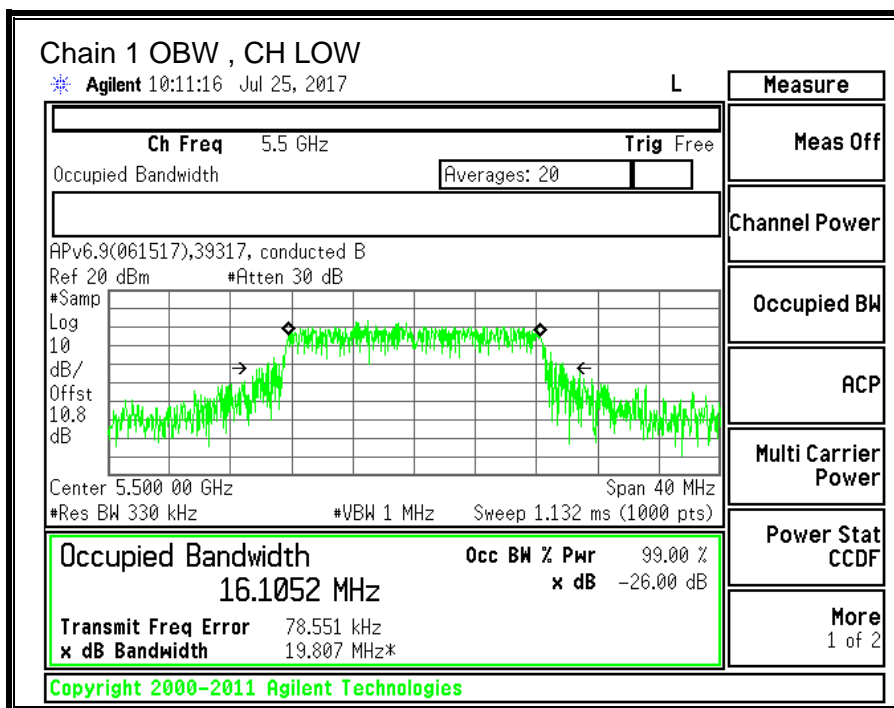 Chain 1 OBW , CH LOW
Agilent 10:11:16 Jul 25, 2017 L
Measure
Ch Freq 5.5 GHz Trig Free
Occupied Bandwidth Averages: 20
APv6.9(061517),39317, conducted B
Ref 20 dBm #Atten 30 dB
#Samp
Log
10
dB/
Offst
10.8
dB
Center 5.500 00 GHz Span 40 MHz
#Res BW 330 kHz #VBW 1 MHz Sweep 1.132 ms (1000 pts)
Occupied Bandwidth Occ BW % Pwr 99.00 %
16.1052 MHz x dB -26.00 dB
Transmit Freq Error 78.551 kHz
x dB Bandwidth 19.807 MHz*
Copyright 2000-2011 Agilent Technologies
Meas Off
Channel Power
Occupied BW
ACP
Multi Carrier
Power
Power Stat
CCDF
More
1 of 2